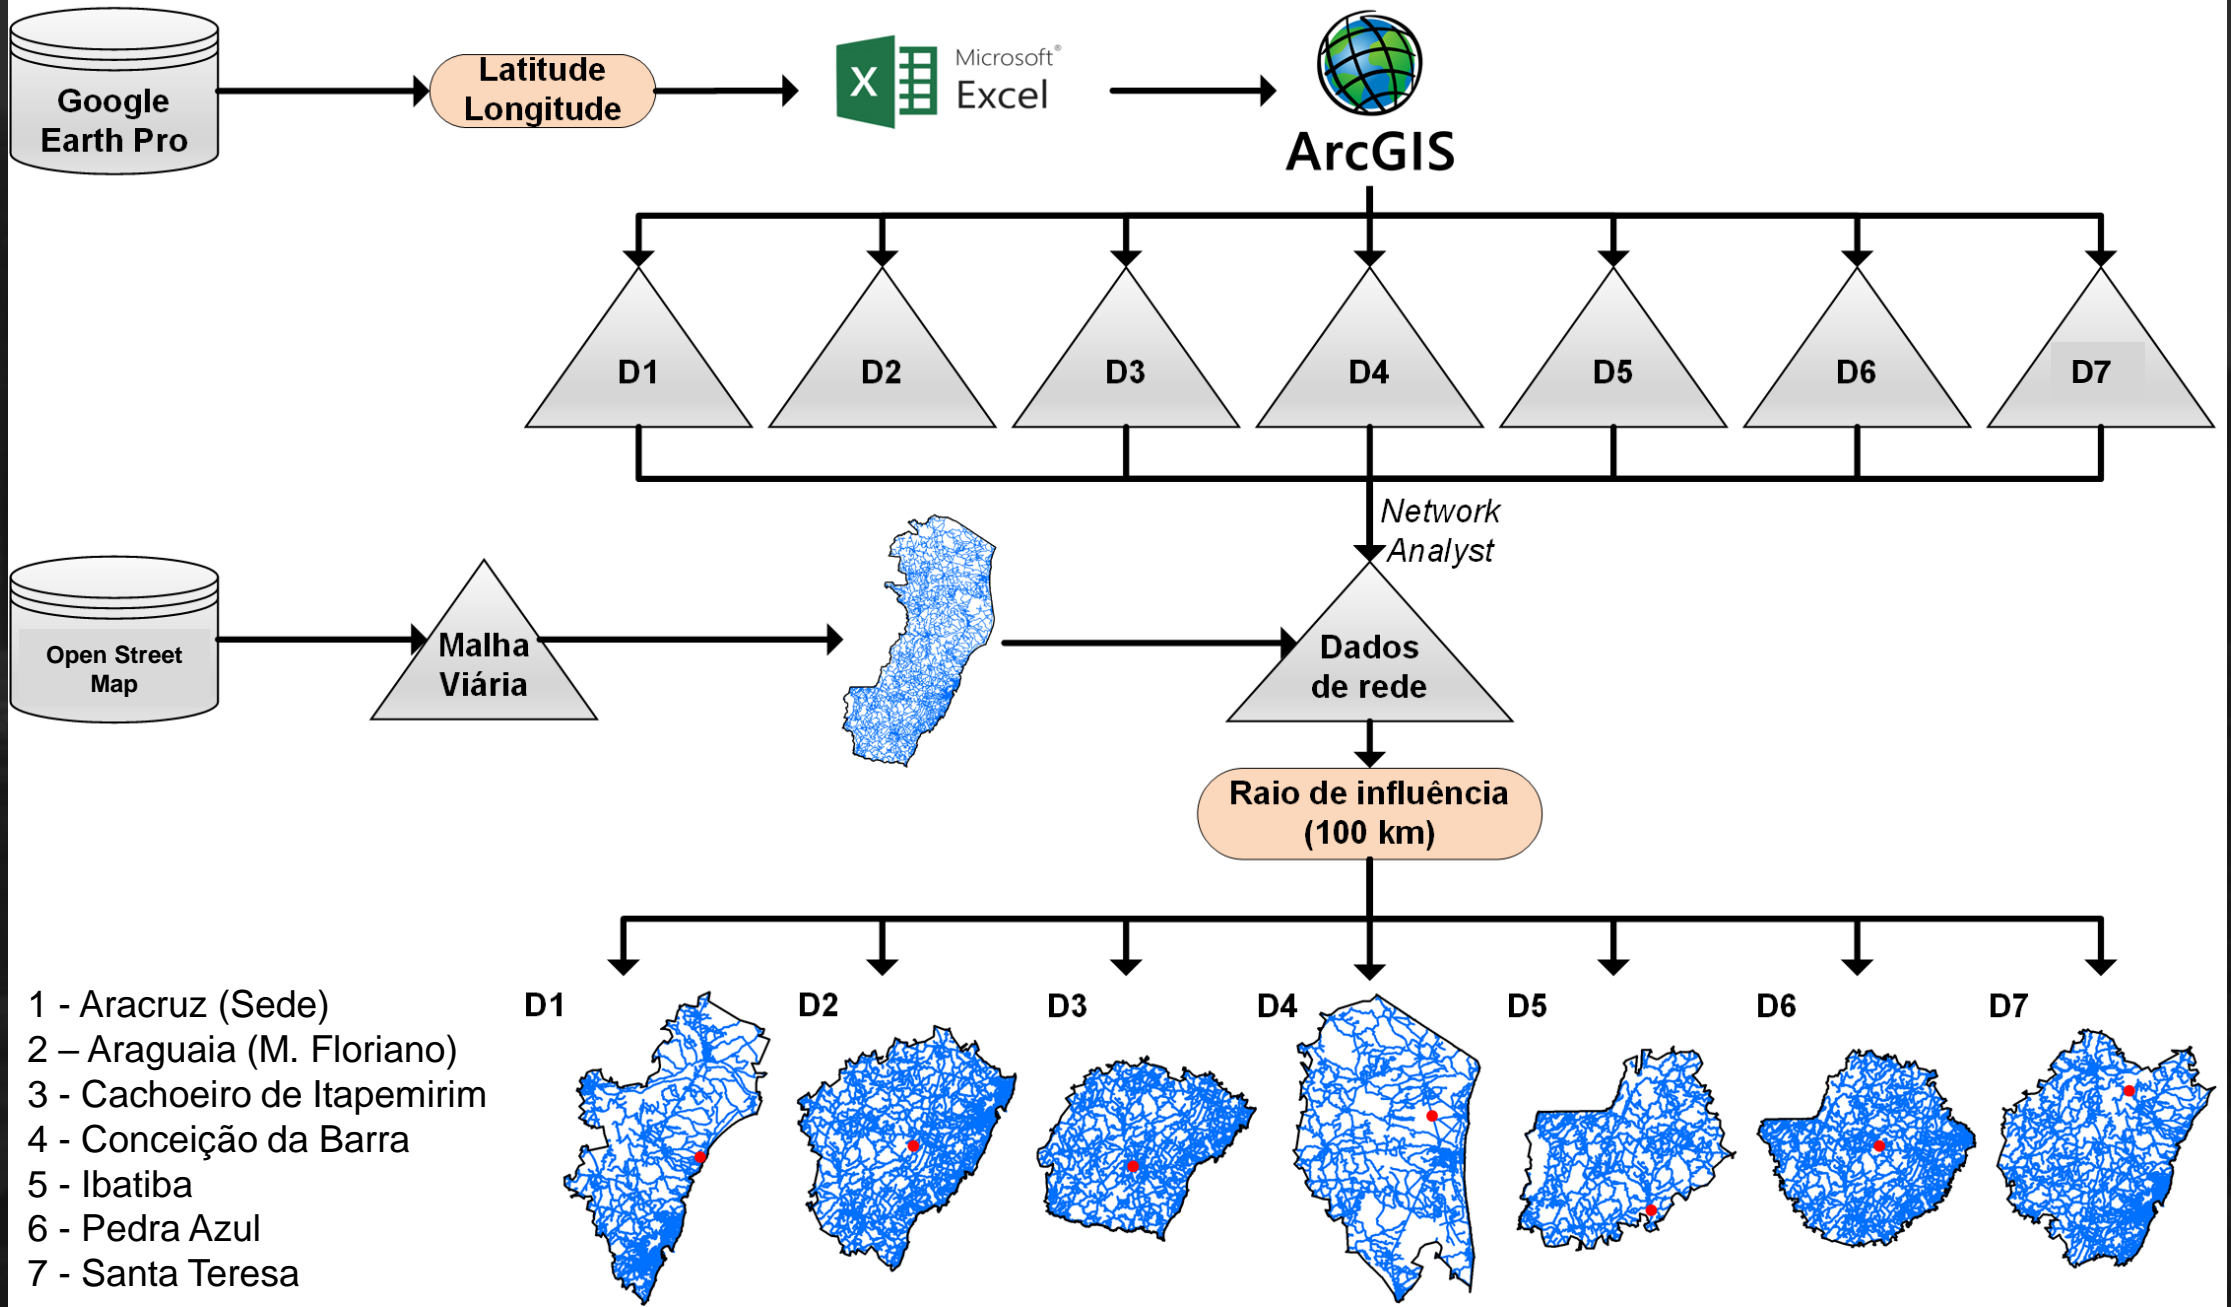 Google
Earth Pro
Latitude
Longitude
X
Microsoft®
Excel
ArcGIS
D1
D2
D3
D4
D5
D6
D7
Network
Analyst
Open Street
Map
Malha
Viária
Dados
de rede
Raio de influência
(100 km)
D1
D2
D3
D4
D5
D6
D7
1 - Aracruz (Sede)
2 – Araguaia (M. Floriano)
3 - Cachoeiro de Itapemirim
4 - Conceição da Barra
5 - Ibatiba
6 - Pedra Azul
7 - Santa Teresa